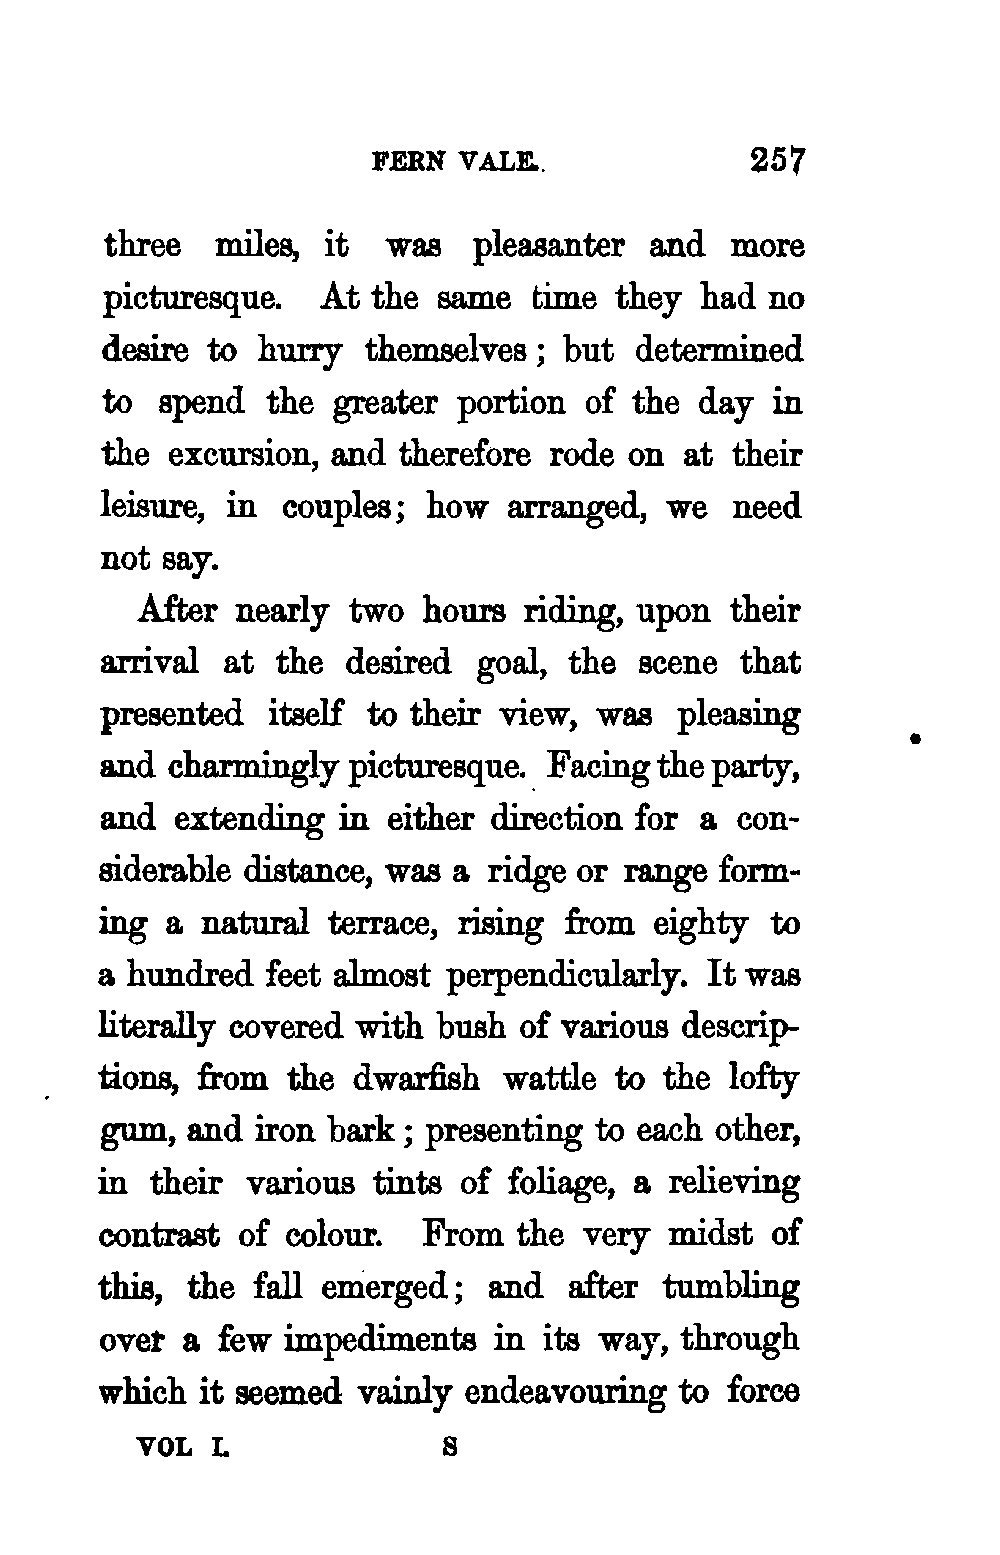 FERN VALE. 257
three miles, it was pleasanter and more
picturesque. At the same time they had no
desire to hurry themselves; but determined
to spend the greater portion of the day in
the excursion, and therefore rode on at their
leisure, in couples; how arranged, we need
not say.
After nearly two hours riding, upon their
arrival at the desired goal, the scene that
presented itself to their view, was pleasing
and charmingly picturesque. Facing the party,
and extending in either direction for a con-
siderable distance, was a ridge or range form-
ing a natural terrace, rising from eighty to
a hundred feet almost perpendicularly. It was
literally covered with bush of various descrip-
tions, from the dwarfish wattle to the lofty
gum, and iron bark; presenting to each other,
in their various tints of foliage, a relieving
contrast of colour. From the very midst of
this, the fall emerged; and after tumbling
over a few impediments in its way, through
which it seemed vainly endeavouring to force
VOL I. S